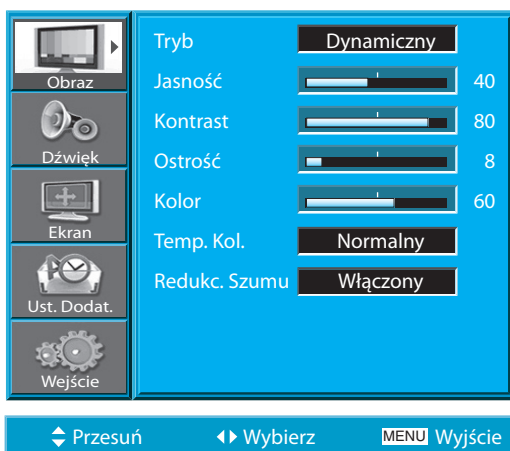 Obraz
Dźwięk
Ekran
Ust. Dodat.
Wejście
Tryb Dynamiczny
Jasność 40
Kontrast 80
Ostrość 8
Kolor 60
Temp. Kol. Normalny
Redukc. Szumu Włączony
Przesuń Wybierz MENU Wyjście